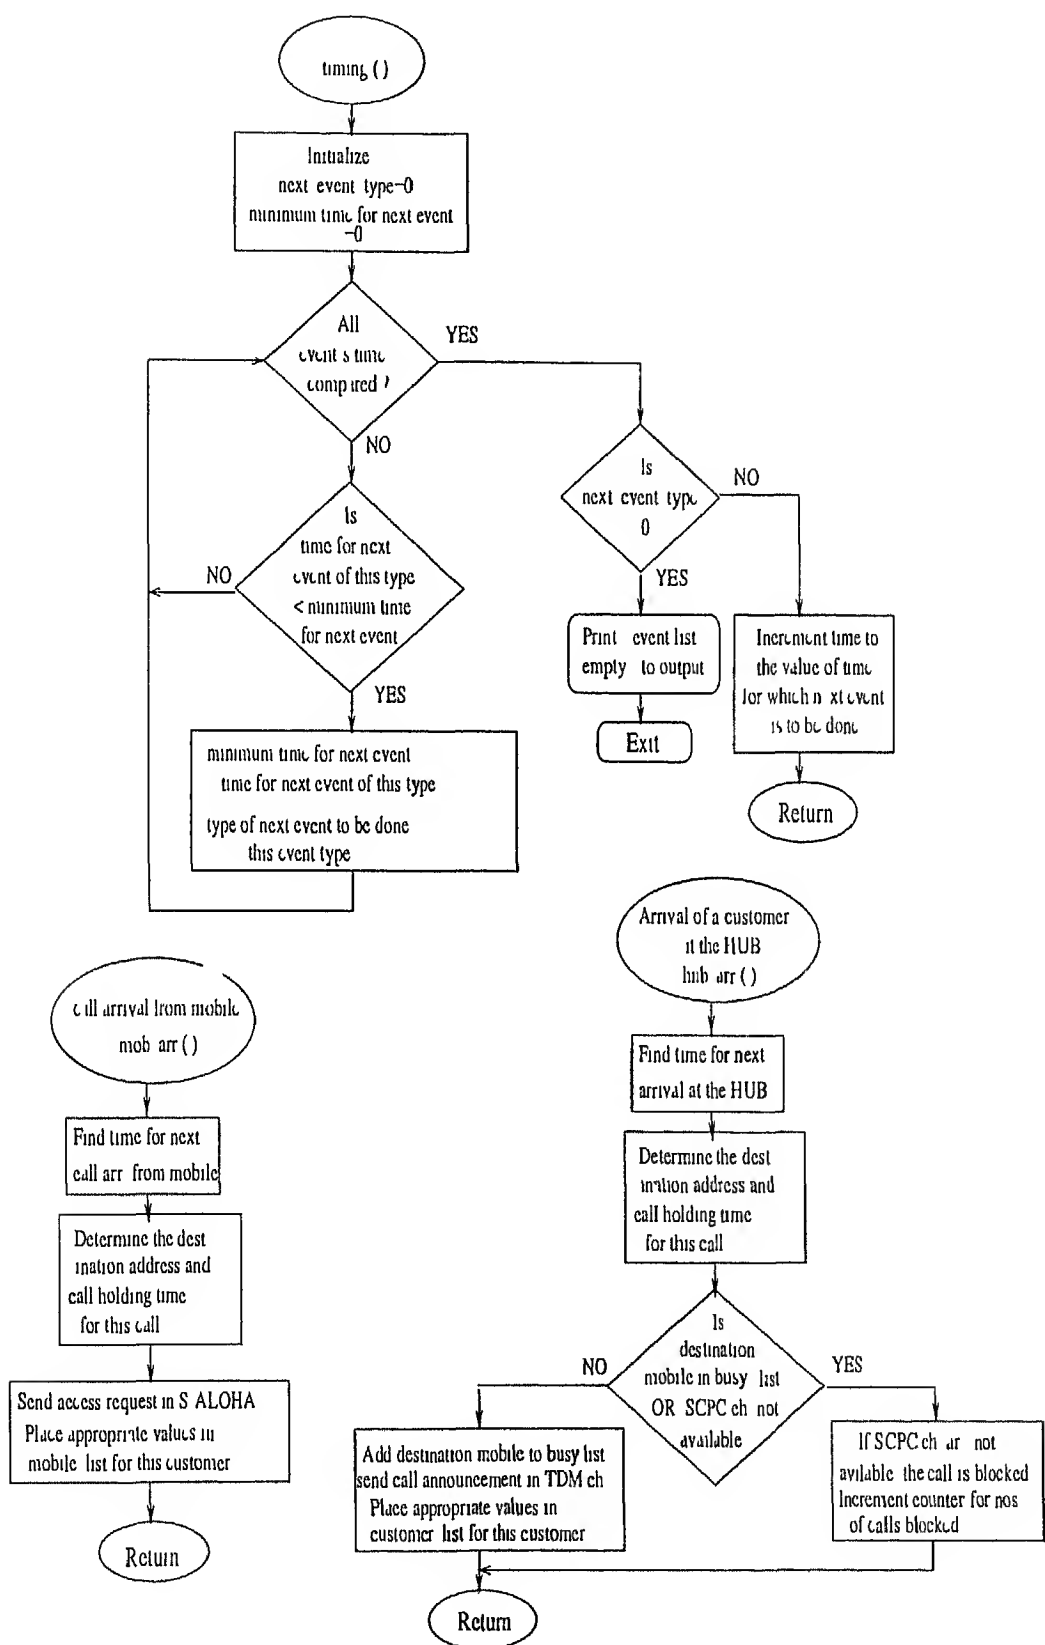 timing ( )
Initialize
next event type=0
minimum time for next event
=0
All
event s time
compared ?
YES
NO
Is
time for next
event of this type
< minimum time
for next event
NO
YES
minimum time for next event
time for next event of this type
type of next event to be done
this event type
Is
next event type
0
NO
YES
Print event list
empty to output
Exit
Increment time to
the value of time
for which next event
is to be done
Return
call arrival from mobile
mob arr ( )
Find time for next
call arr from mobile
Determine the dest
ination address and
call holding time
for this call
Send access request in S ALOHA
Place appropriate values in
mobile list for this customer
Return
Arrival of a customer
at the HUB
hub arr ( )
Find time for next
arrival at the HUB
Determine the dest
ination address and
call holding time
for this call
Is
destination
mobile in busy list
OR SCPC ch not
available
NO
YES
Add destination mobile to busy list
send call announcement in TDM ch
Place appropriate values in
customer list for this customer
If SCPC ch ar not
available the call is blocked
Increment counter for nos
of calls blocked
Return